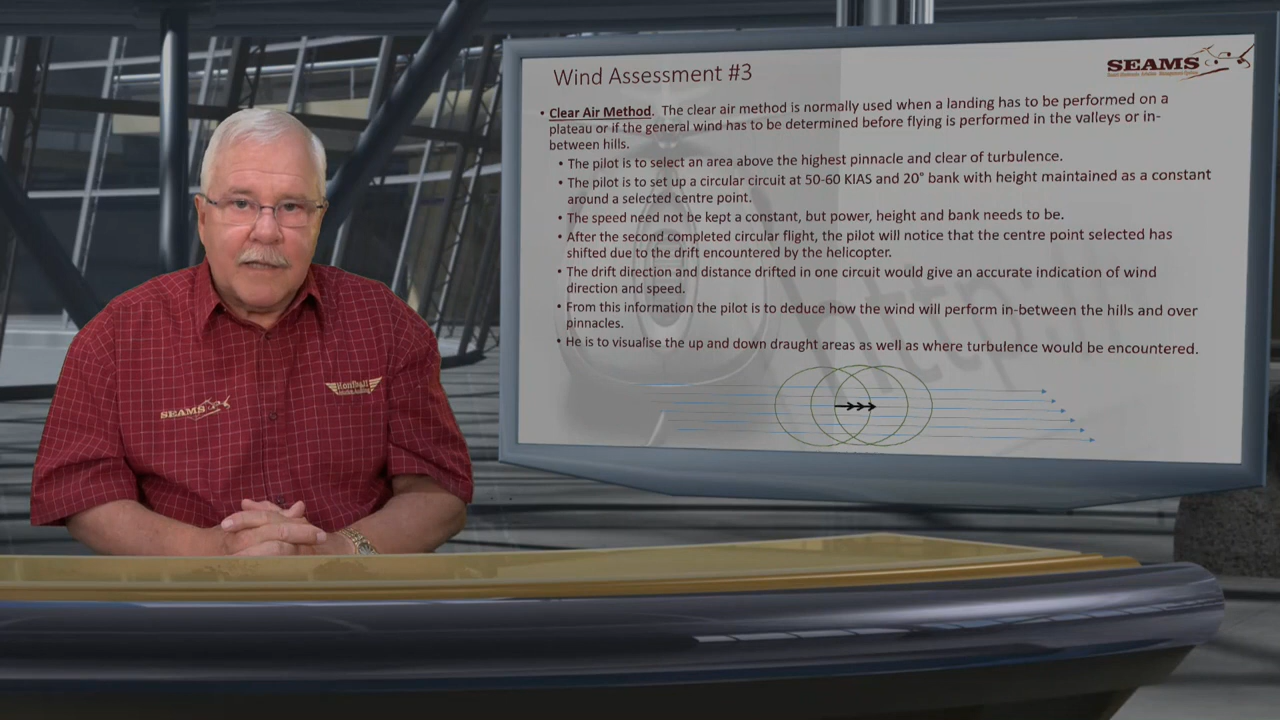 Wind Assessment #3
SEAMS
• Clear Air Method. The clear air method is normally used when a landing has to be performed on a
plateau or if the general wind has to be determined before flying is performed in the valleys or in-
between hills.
• The pilot is to select an area above the highest pinnacle and clear of turbulence.
• The pilot is to set up a circular circuit at 50-60 KIAS and 20° bank with height maintained as a constant
around a selected centre point.
• The speed need not be kept a constant, but power, height and bank needs to be.
• After the second completed circular flight, the pilot will notice that the centre point selected has
shifted due to the drift encountered by the helicopter.
• The drift direction and distance drifted in one circuit would give an accurate indication of wind
direction and speed.
• From this information the pilot is to deduce how the wind will perform in-between the hills and over
pinnacles.
• He is to visualise the up and down draught areas as well as where turbulence would be encountered.
http:/
SEAMS